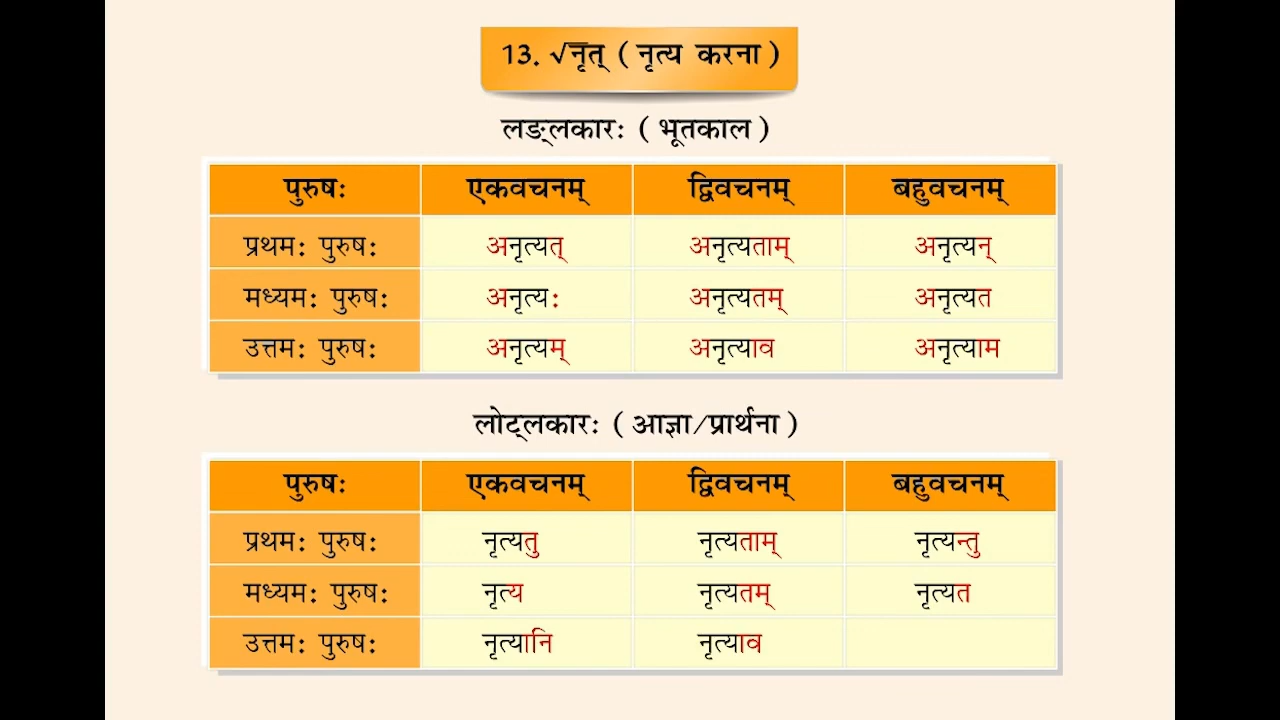 13. √नृत् ( नृत्य करना )
लङ्लकारः ( भूतकाल )
पुरुषः एकवचनम् द्विवचनम् बहुवचनम्
प्रथमः पुरुषः अनृत्यत् अनृत्यताम् अनृत्यन्
मध्यमः पुरुषः अनृत्यः अनृत्यतम् अनृत्यत
उत्तमः पुरुषः अनृत्यम् अनृत्याव अनृत्याम
लोट्लकारः ( आज्ञा/प्रार्थना )
पुरुषः एकवचनम् द्विवचनम् बहुवचनम्
प्रथमः पुरुषः नृत्यतु नृत्यताम् नृत्यन्तु
मध्यमः पुरुषः नृत्य नृत्यतम् नृत्यत
उत्तमः पुरुषः नृत्यानि नृत्याव